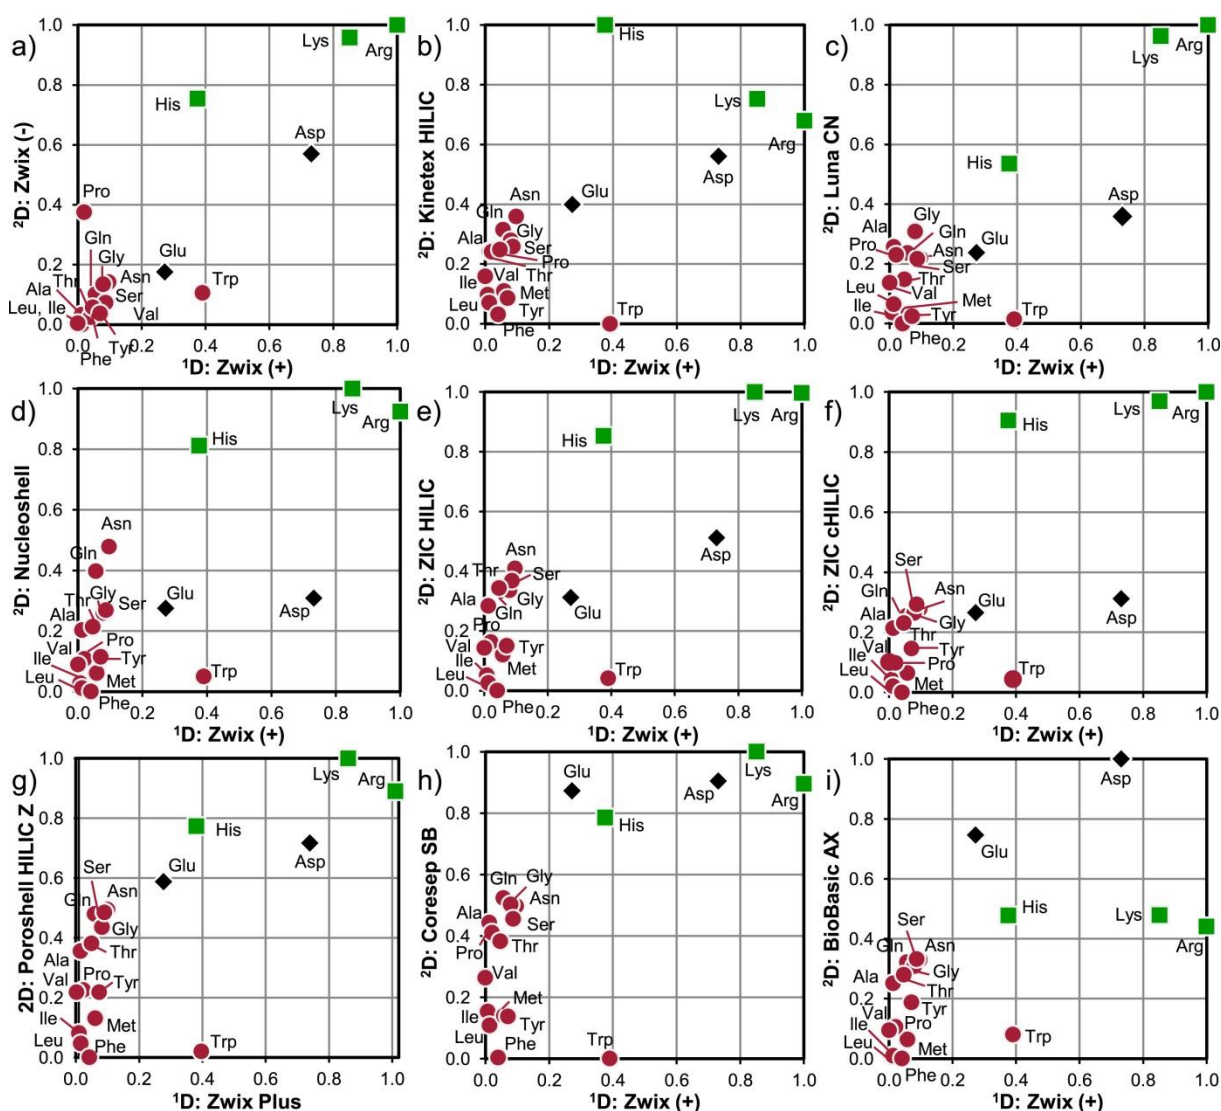 a)
²D: Zwix (-)
1.0
0.8
0.6
0.4
0.2
0.0
Lys
Arg
His
Asp
Pro
Gln
Gly
Glu
Thr
Asn
Trp
Ala
Ser
Leu, Ile
Val
Tyr
Phe
0.0 0.2 0.4 0.6 0.8 1.0
¹D: Zwix (+)
b)
²D: Kinetex HILIC
1.0
0.8
0.6
0.4
0.2
0.0
His
Lys
Arg
Asp
Asn
Glu
Gln
Gly
Ala
Ser
Pro
Thr
Ile
Val
Met
Leu
Tyr
Trp
Phe
0.0 0.2 0.4 0.6 0.8 1.0
¹D: Zwix (+)
c)
²D: Luna CN
1.0
0.8
0.6
0.4
0.2
0.0
Lys
Arg
His
Asp
Ala
Gly
Gln
Pro
Asn
Glu
Ser
Leu
Thr
Val
Met
Ile
Tyr
Trp
Phe
0.0 0.2 0.4 0.6 0.8 1.0
¹D: Zwix (+)
d)
²D: Nucleoshell
1.0
0.8
0.6
0.4
0.2
0.0
Lys
Arg
His
Asn
Gln
Gly
Thr
Ser
Glu
Asp
Ala
Val
Pro
Ile
Tyr
Leu
Met
Trp
Phe
0.0 0.2 0.4 0.6 0.8 1.0
¹D: Zwix (+)
e)
²D: ZIC HILIC
1.0
0.8
0.6
0.4
0.2
0.0
Lys
Arg
His
Asn
Asp
Thr
Ser
Ala
Gly
Glu
Gln
Pro
Val
Tyr
Ile
Met
Leu
Trp
Phe
0.0 0.2 0.4 0.6 0.8 1.0
¹D: Zwix (+)
f)
²D: ZIC cHILIC
1.0
0.8
0.6
0.4
0.2
0.0
Lys
Arg
His
Ser
Gln
Asn
Glu
Asp
Ala
Gly
Thr
Val
Tyr
Ile
Pro
Leu
Met
Trp
Phe
0.0 0.2 0.4 0.6 0.8 1.0
¹D: Zwix (+)
g)
2D: Poroshell HILIC Z
1.0
0.8
0.6
0.4
0.2
0.0
Lys
Arg
His
Glu
Asp
Ser
Gln
Asn
Gly
Thr
Ala
Val
Pro
Tyr
Ile
Met
Leu
Phe
Trp
0.0 0.2 0.4 0.6 0.8 1.0
¹D: Zwix Plus
h)
²D: Coresep SB
1.0
0.8
0.6
0.4
0.2
0.0
Glu
Asp
Lys
Arg
His
Gln
Gly
Asn
Ala
Ser
Pro
Thr
Val
Met
Ile
Tyr
Leu
Phe
Trp
0.0 0.2 0.4 0.6 0.8 1.0
¹D: Zwix (+)
i)
²D: BioBasic AX
1.0
0.8
0.6
0.4
0.2
0.0
Asp
Glu
His
Lys
Arg
Ser
Gln
Asn
Ala
Gly
Thr
Val
Tyr
Ile
Pro
Leu
Met
Trp
Phe
0.0 0.2 0.4 0.6 0.8 1.0
¹D: Zwix (+)